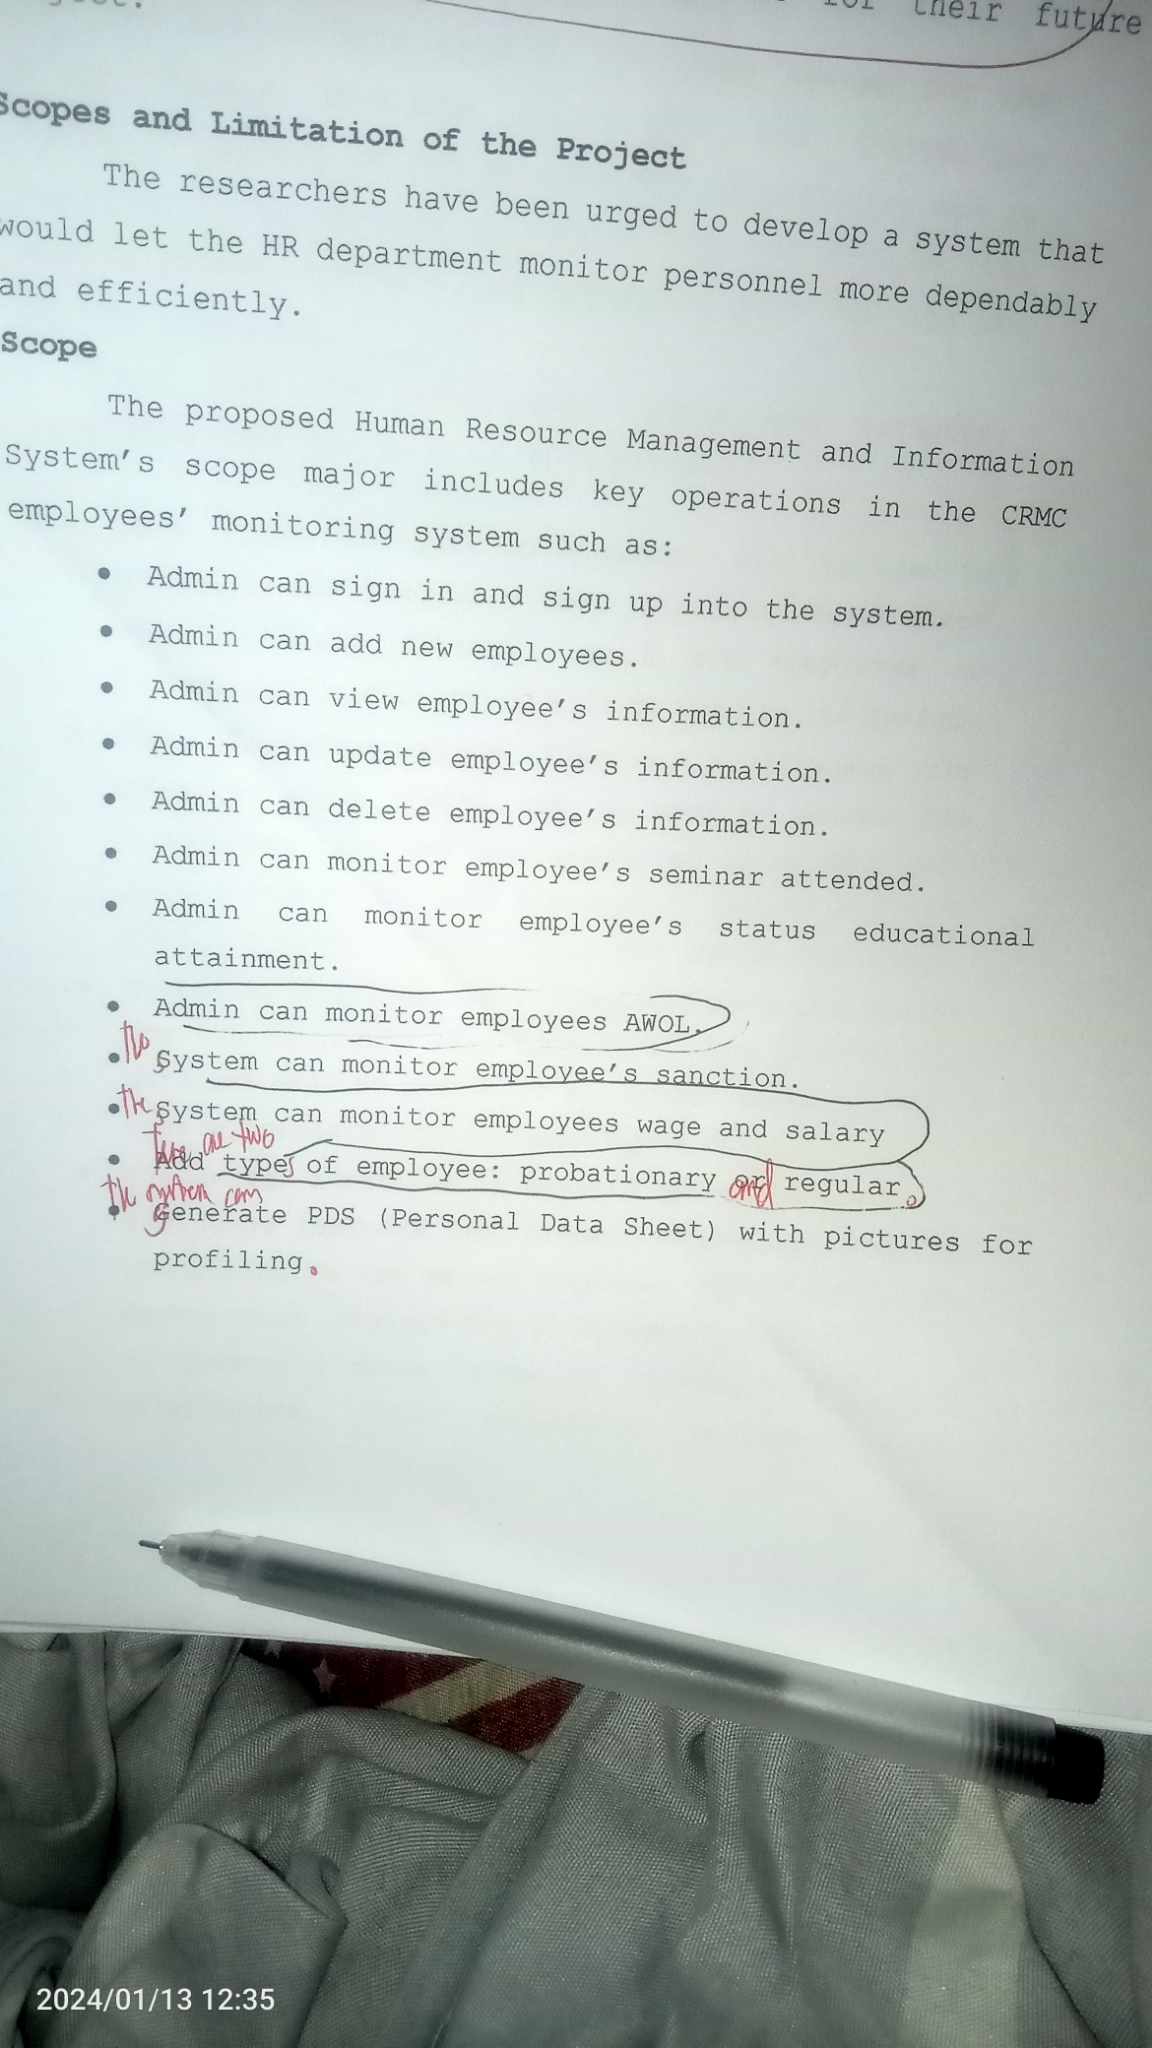 their future
Scopes and Limitation of the Project
The researchers have been urged to develop a system that
would let the HR department monitor personnel more dependably
and efficiently.
Scope
The proposed Human Resource Management and Information
System's scope major includes key operations in the CRMC
employees' monitoring system such as:
• Admin can sign in and sign up into the system.
• Admin can add new employees.
• Admin can view employee's information.
• Admin can update employee's information.
• Admin can delete employee's information.
• Admin can monitor employee's seminar attended.
• Admin can monitor employee's status educational
attainment.
• Admin can monitor employees AWOL.
• the System can monitor employee's sanction.
• the System can monitor employees wage and salary
there are two
• Add types of employee: probationary and regular.
the system can
• generate PDS (Personal Data Sheet) with pictures for
profiling.
2024/01/13 12:35